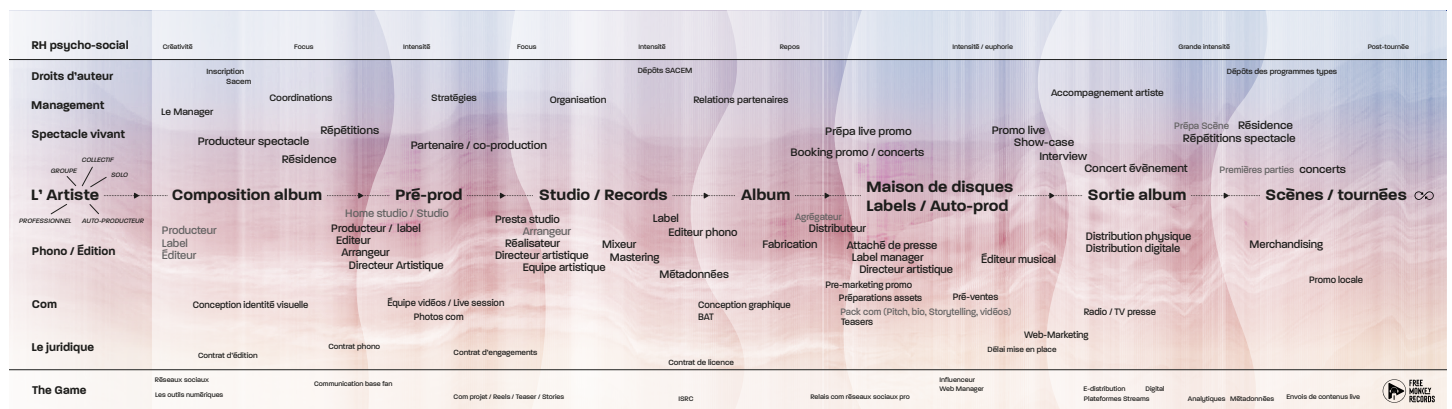 RH psycho-social
Créativité
Focus
Intensité
Focus
Intensité
Repos
Intensité / euphorie
Grande intensité
Post-tournée
Droits d'auteur
Inscription
Sacem
Dépôts SACEM
Dépôts des programmes types
Management
Le Manager
Coordinations
Stratégies
Organisation
Relations partenaires
Accompagnement artiste
Spectacle vivant
Producteur spectacle
Répétitions
Résidence
Partenaire / co-production
Prépa live promo
Booking promo / concerts
Promo live
Show-case
Interview
Concert évènement
Prépa Scène
Résidence
Répétitions spectacle
Premières parties
concerts
COLLECTIF
GROUPE
SOLO
L' Artiste
PROFESSIONNEL
AUTO-PRODUCTEUR
Composition album
Pré-prod
Studio / Records
Album
Maison de disques
Labels / Auto-prod
Sortie album
Scènes / tournées
Phono / Édition
Producteur
Label
Éditeur
Home studio / Studio
Producteur / label
Editeur
Arrangeur
Directeur Artistique
Presta studio
Arrangeur
Réalisateur
Directeur artistique
Equipe artistique
Mixeur
Mastering
Label
Editeur phono
Métadonnées
Fabrication
Agrégateur
Distributeur
Attaché de presse
Label manager
Directeur artistique
Éditeur musical
Distribution physique
Distribution digitale
Merchandising
Com
Conception identité visuelle
Équipe vidéos / Live session
Photos com
Conception graphique
BAT
Pre-marketing promo
Préparations assets
Pack com (Pitch, bio, Storytelling, vidéos)
Teasers
Pré-ventes
Web-Marketing
Radio / TV presse
Promo locale
Le juridique
Contrat d'édition
Contrat phono
Contrat d'engagements
Contrat de licence
Délai mise en place
The Game
Réseaux sociaux
Les outils numériques
Communication base fan
Com projet / Reels / Teaser / Stories
ISRC
Relais com réseaux sociaux pro
Influenceur
Web Manager
E-distribution
Digital
Plateformes Streams
Analytiques
Métadonnées
Envois de contenus live
FREE
MONKEY
RECORDS